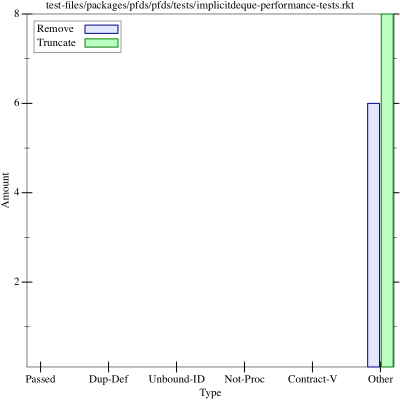 test-files/packages/pfds/pfds/tests/implicitdeque-performance-tests.rkt
Remove
Truncate
8
6
4
2
Amount
Passed Dup-Def Unbound-ID Not-Proc Contract-V Other
Type